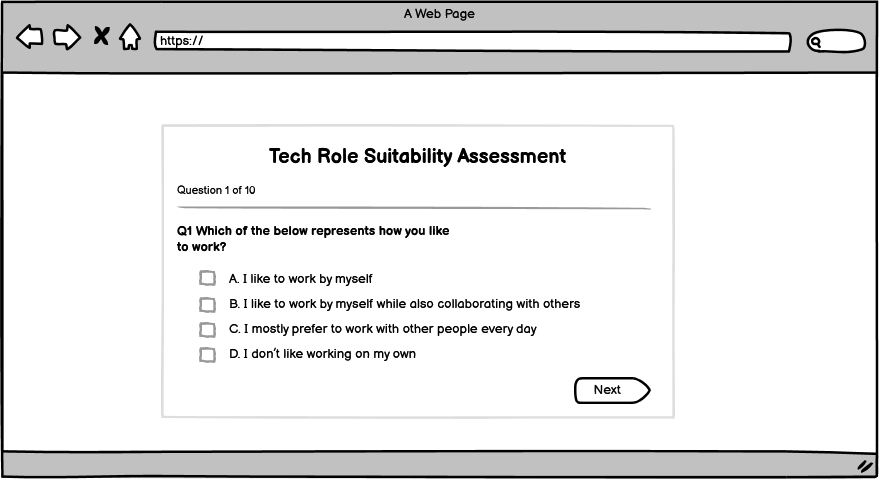 A Web Page
https://
Tech Role Suitability Assessment
Question 1 of 10
Q1 Which of the below represents how you like
to work?
A. I like to work by myself
B. I like to work by myself while also collaborating with others
C. I mostly prefer to work with other people every day
D. I don't like working on my own
Next